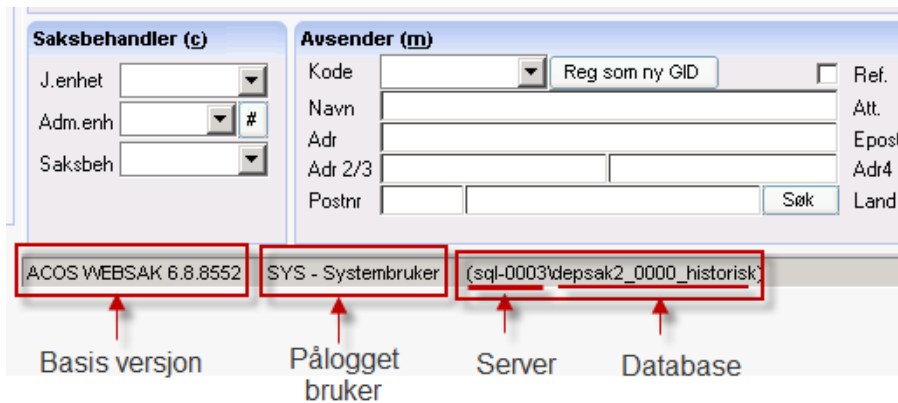 Saksbehandler (c)
J.enhet
Adm.enh
#
Saksbeh
Avsender (m)
Kode
Reg som ny GID
Ref.
Navn
Att.
Adr
Epost
Adr 2/3
Adr4
Postnr
Søk
Land
ACOS WEBSAK 6.8.8552
SYS - Systembruker
(sql-0003\depsak2_0000_historisk)
Basis versjon
Pålogget
bruker
Server
Database